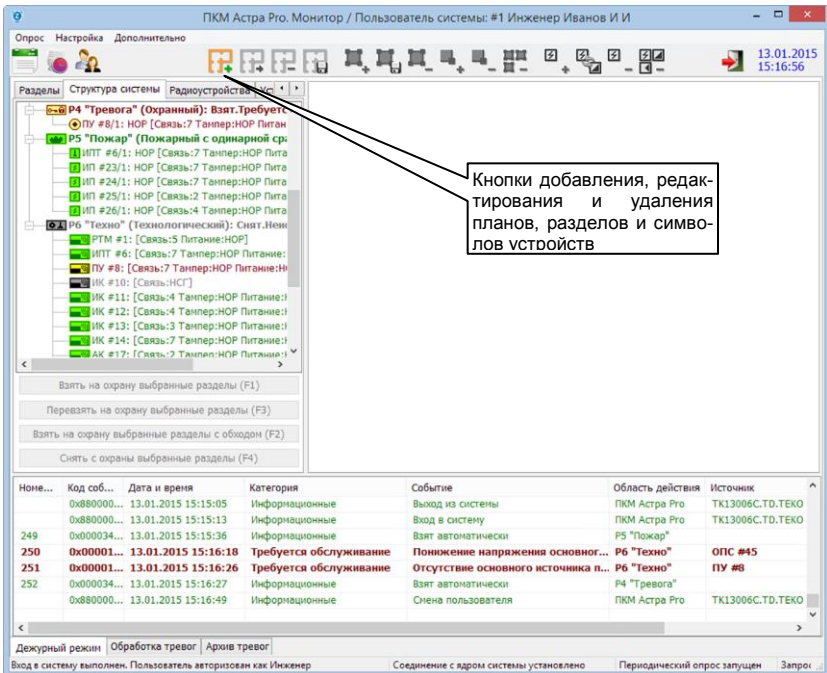 ПКМ Астра Pro. Монитор / Пользователь системы: #1 Инженер Иванов И И
Опрос Настройка Дополнительно
13.01.2015
15:16:56
Разделы Структура системы Радиоустройства Ус
Р4 "Тревога" (Охранный): Взят.Требуетс
ПУ #8/1: НОР [Связь:7 Тампер:НОР Питан
Р5 "Пожар" (Пожарный с одинарной сра
ИПТ #6/1: НОР [Связь:7 Тампер:НОР Пита
ИП #23/1: НОР [Связь:7 Тампер:НОР Пита
ИП #24/1: НОР [Связь:7 Тампер:НОР Пита
ИП #25/1: НОР [Связь:2 Тампер:НОР Пита
ИП #26/1: НОР [Связь:4 Тампер:НОР Пита
Р6 "Техно" (Технологический): Снят.Неис
РТМ #1: [Связь:5 Питание:НОР]
ИПТ #6: [Связь:7 Тампер:НОР Питание:
ПУ #8: [Связь:7 Тампер:НОР Питание:Н
ИК #10: [Связь:НСГ]
ИК #11: [Связь:4 Тампер:НОР Питание:Н
ИК #12: [Связь:4 Тампер:НОР Питание:Н
ИК #13: [Связь:3 Тампер:НОР Питание:Н
ИК #14: [Связь:7 Тампер:НОР Питание:Н
АК #17: [Связь:2 Тампер:НОР Питание:Н
Кнопки добавления, редак-
тирования и удаления
планов, разделов и симво-
лов устройств
Взять на охрану выбранные разделы (F1)
Перевзять на охрану выбранные разделы (F3)
Взять на охрану выбранные разделы с обходом (F2)
Снять с охраны выбранные разделы (F4)
Номе... Код соб... Дата и время Категория Событие Область действия Источник
0x880000... 13.01.2015 15:15:05 Информационные Выход из системы ПКМ Астра Pro TK13006C.TD.TEKO
0x880000... 13.01.2015 15:15:13 Информационные Вход в систему ПКМ Астра Pro TK13006C.TD.TEKO
249 0x000034... 13.01.2015 15:15:36 Информационные Взят автоматически Р5 "Пожар"
250 0x00001... 13.01.2015 15:16:18 Требуется обслуживание Понижение напряжения основног... Р6 "Техно" ОПС #45
251 0x00001... 13.01.2015 15:16:26 Требуется обслуживание Отсутствие основного источника п... Р6 "Техно" ПУ #8
252 0x000034... 13.01.2015 15:16:27 Информационные Взят автоматически Р4 "Тревога"
0x880000... 13.01.2015 15:16:49 Информационные Смена пользователя ПКМ Астра Pro TK13006C.TD.TEKO
Дежурный режим Обработка тревог Архив тревог
Вход в систему выполнен. Пользователь авторизован как Инженер Соединение с ядром системы установлено Периодический опрос запущен Запрос